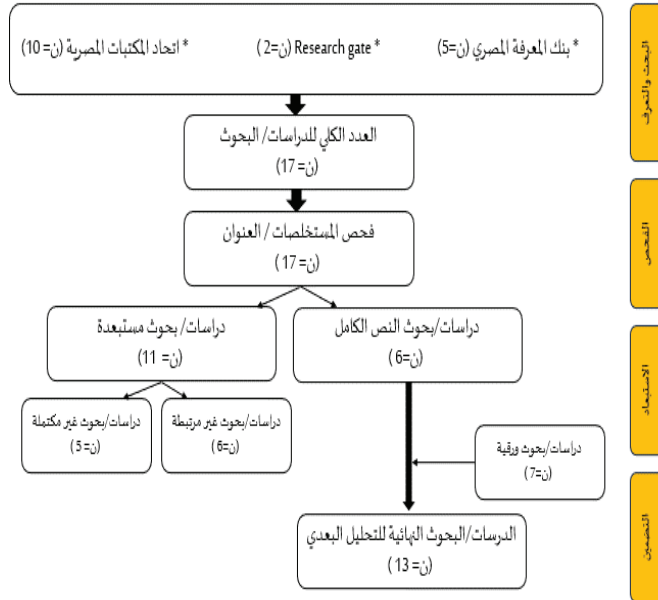 * بنك المعرفة المصري (ن=5) * Research gate (ن=2 ) * اتحاد المكتبات المصرية (ن= 10)
البحث والتعرف
العدد الكلي للدراسات/ البحوث
(ن= 17)
فحص المستخلصات / العنوان
(ن= 17 )
الفحص
دراسات/بحوث النص الكامل
(ن=6 )
دراسات/ بحوث مستبعدة
(ن= 11)
الاستبعاد
دراسات/بحوث غير مرتبطة
(ن=6)
دراسات/بحوث غير مكتملة
(ن= 5 )
دراسات/بحوث ورقية
(ن=7)
الدرسات/البحوث النهائية للتحليل البعدي
(ن= 13 )
التضمين